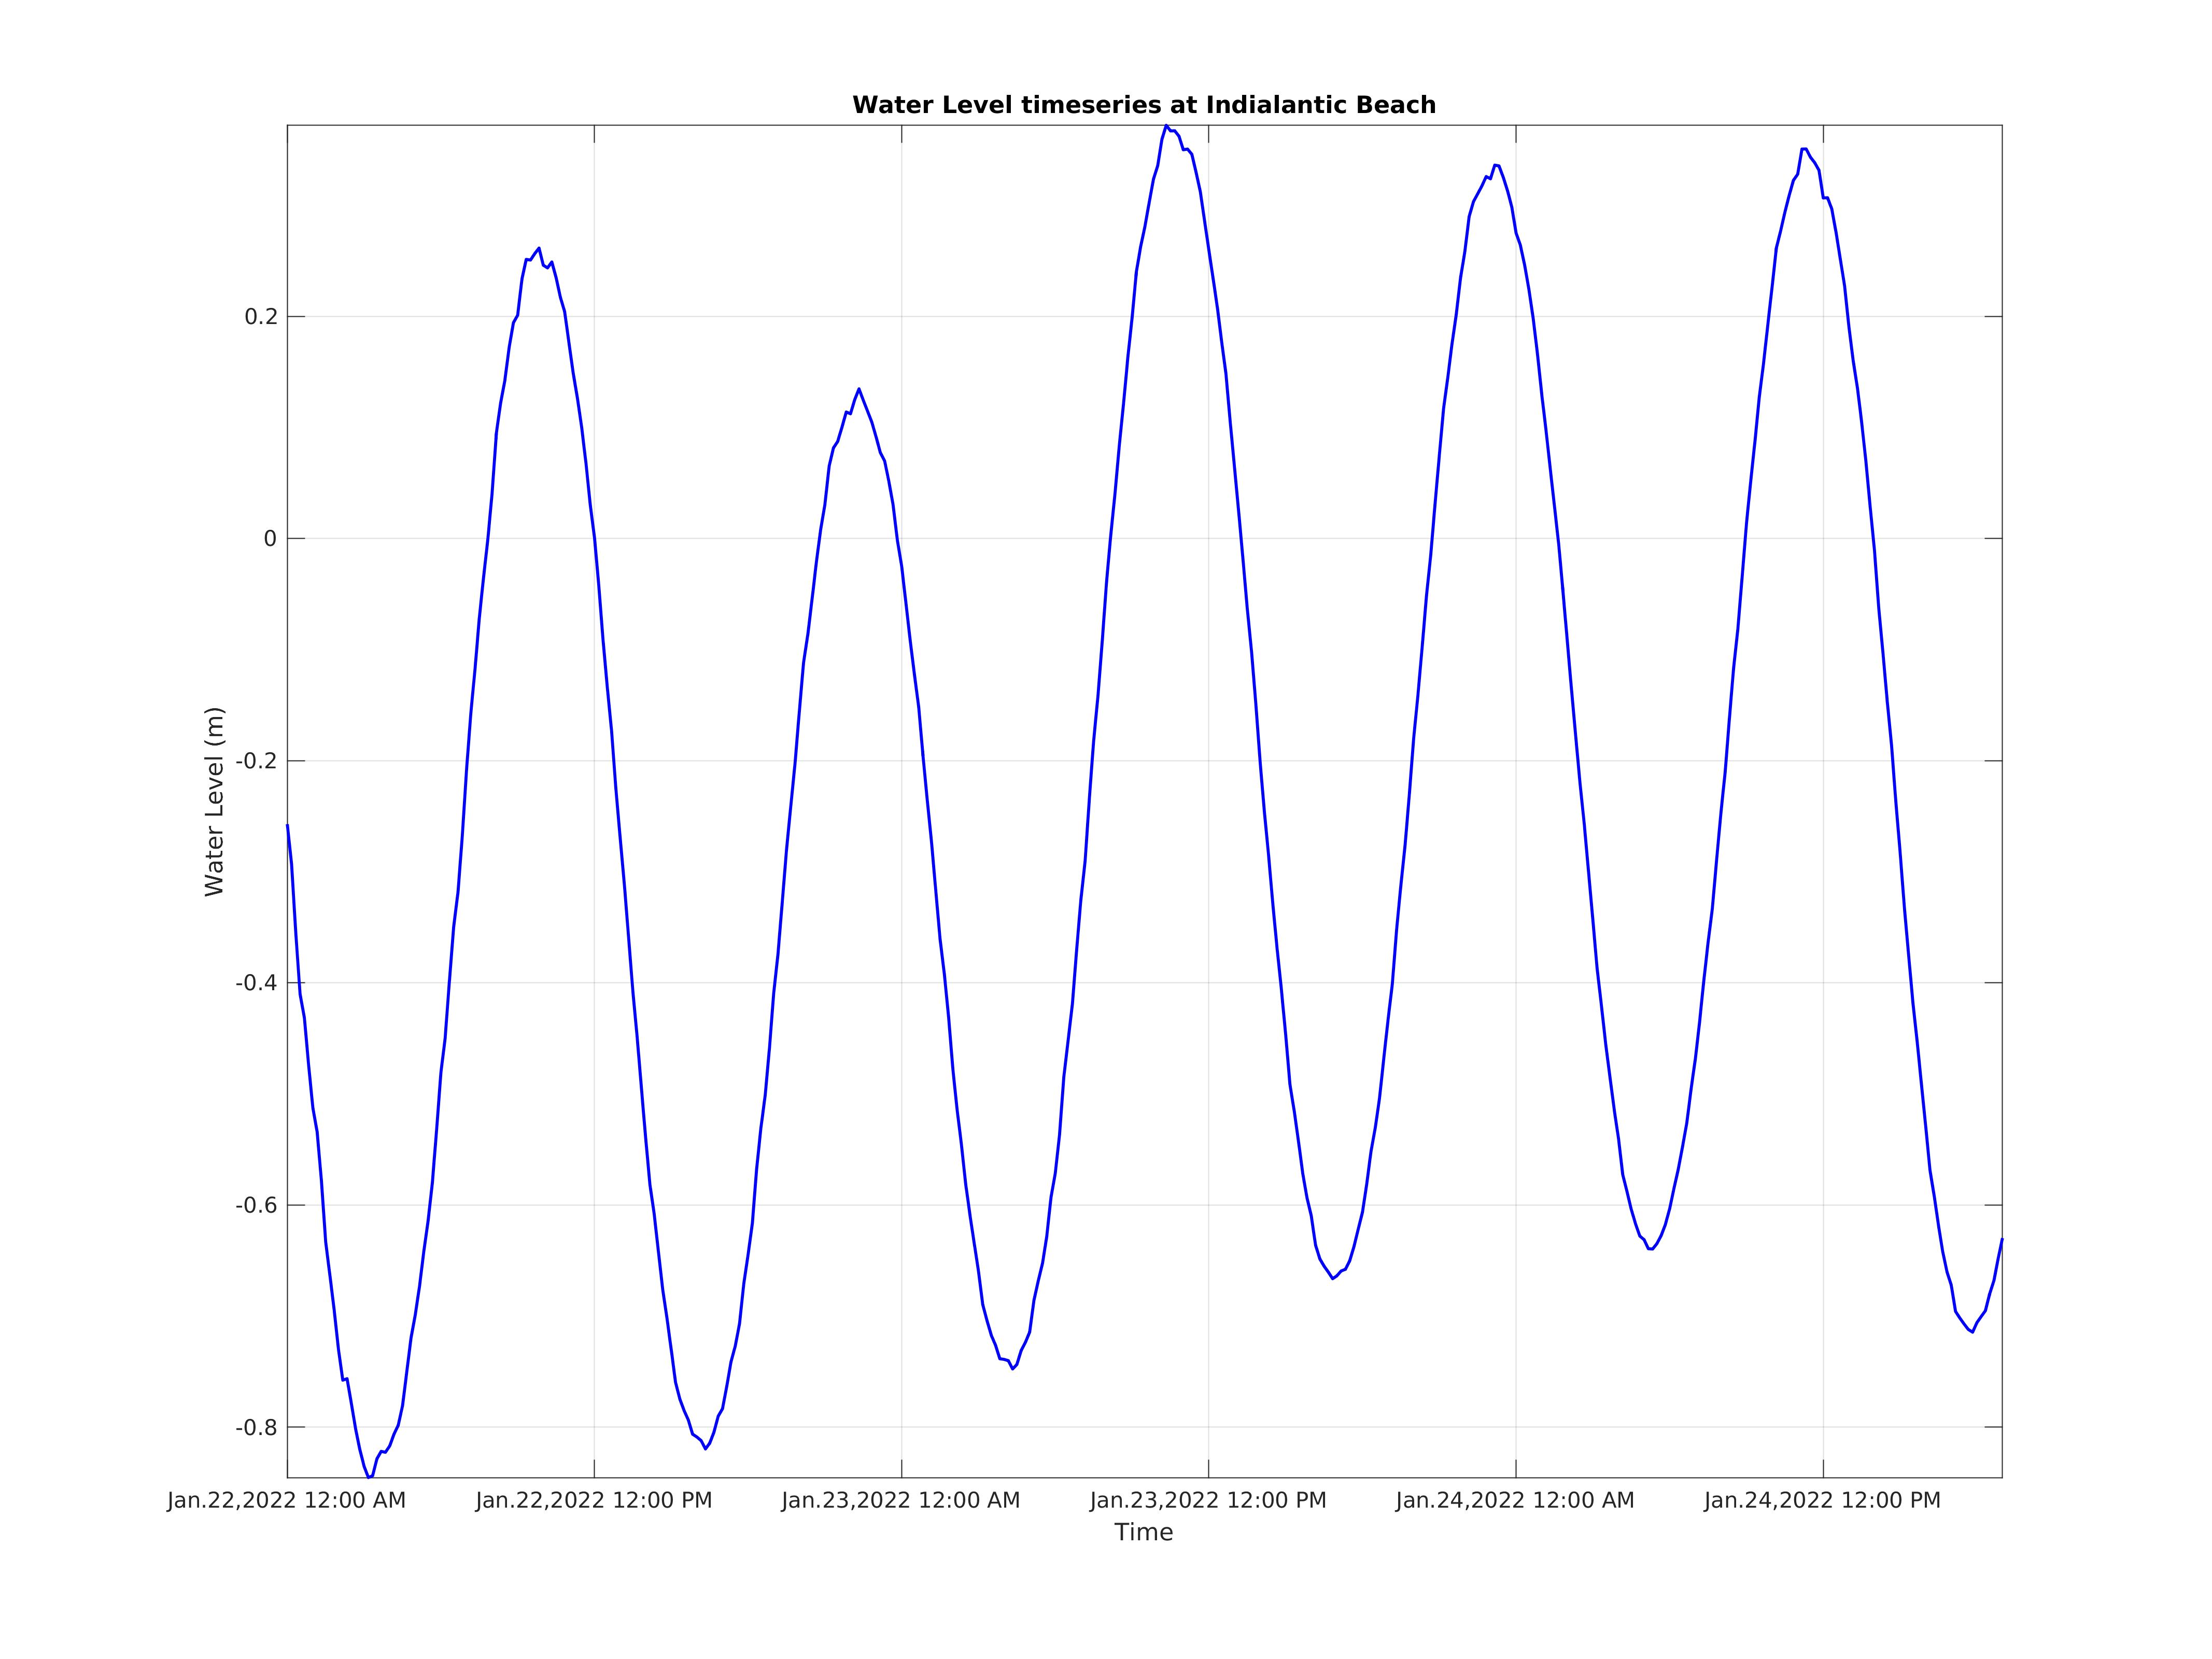 Water Level timeseries at Indialantic Beach
Water Level (m)
0.2
0
-0.2
-0.4
-0.6
-0.8
Jan.22,2022 12:00 AM
Jan.22,2022 12:00 PM
Jan.23,2022 12:00 AM
Jan.23,2022 12:00 PM
Jan.24,2022 12:00 AM
Jan.24,2022 12:00 PM
Time